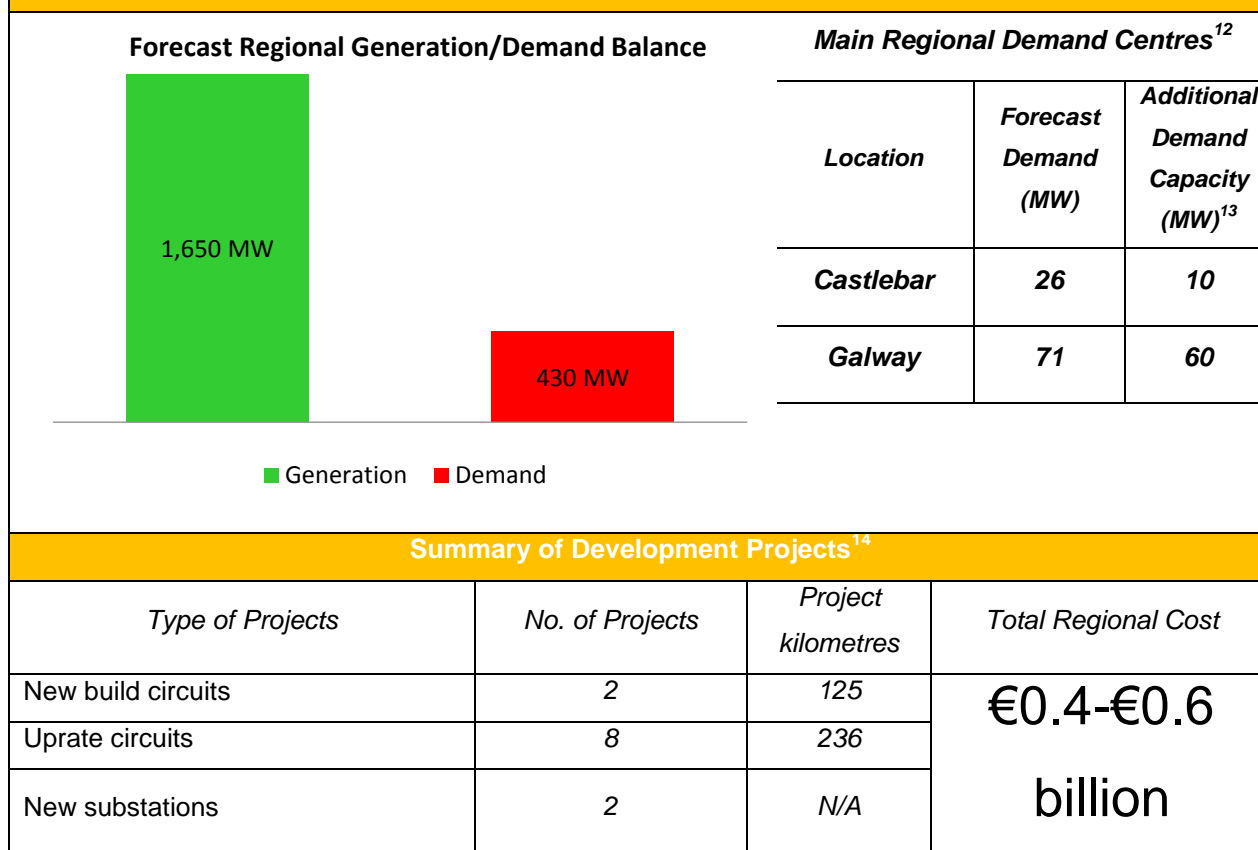 Forecast Regional Generation/Demand Balance
1,650 MW
430 MW
Generation Demand
Main Regional Demand Centres12
Location
Forecast
Demand
(MW)
Additional
Demand
Capacity
(MW)13
Castlebar 26 10
Galway 71 60
Summary of Development Projects14
Type of Projects
No. of Projects
Project
kilometres
Total Regional Cost
New build circuits 2 125
Uprate circuits 8 236
New substations 2 N/A
€0.4-€0.6
billion